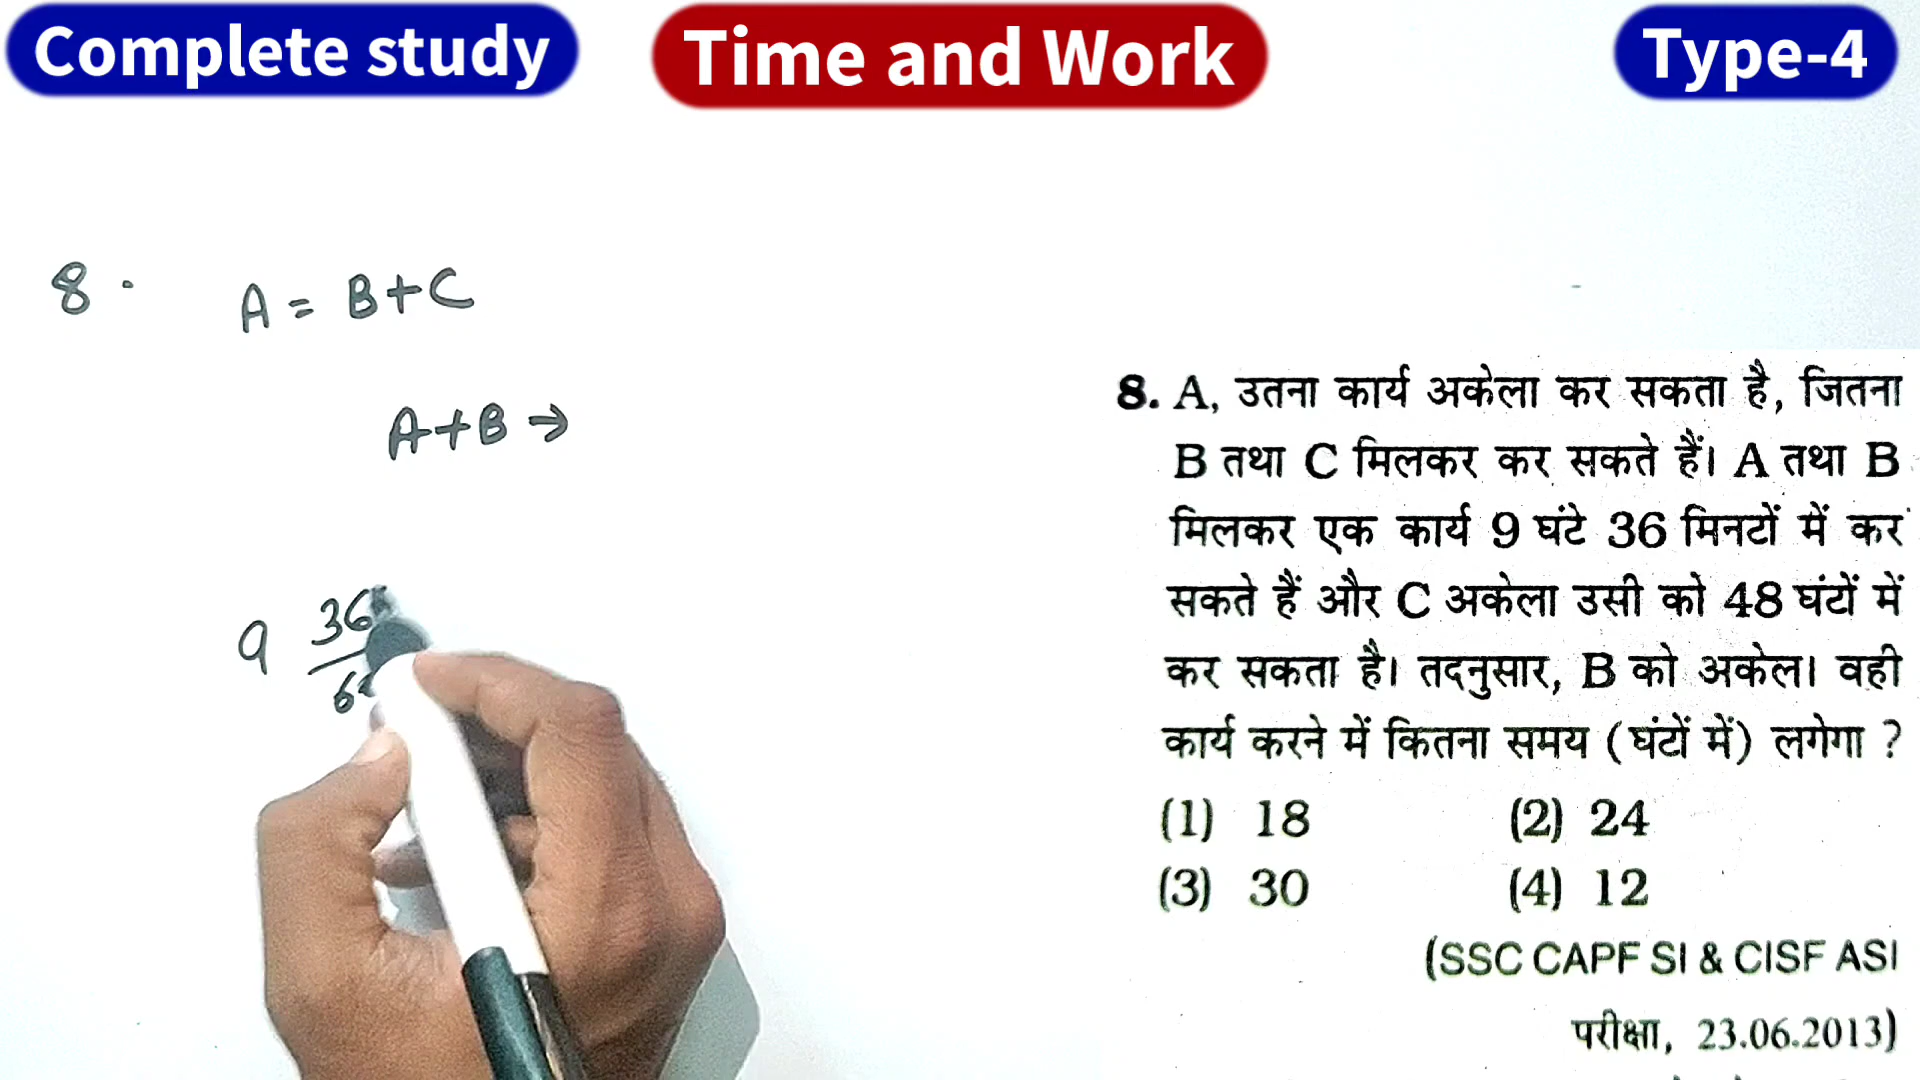 Complete study
Time and Work
Type-4
8. A = B+C
A+B →
9 36/6
8. A, उतना कार्य अकेला कर सकता है, जितना
B तथा C मिलकर कर सकते हैं। A तथा B
मिलकर एक कार्य 9 घंटे 36 मिनटों में कर
सकते हैं और C अकेला उसी को 48 घंटों में
कर सकता है। तदनुसार, B को अकेला वही
कार्य करने में कितना समय (घंटों में) लगेगा ?
(1) 18 (2) 24
(3) 30 (4) 12
(SSC CAPF SI & CISF ASI
परीक्षा, 23.06.2013)